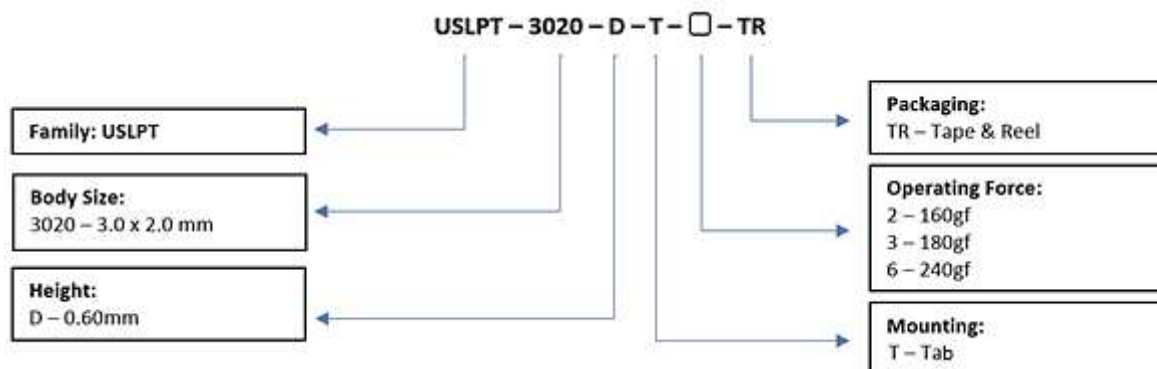 USLPT – 3020 – D – T – ▢ – TR
Family: USLPT
Body Size:
3020 – 3.0 x 2.0 mm
Height:
D – 0.60mm
Packaging:
TR – Tape & Reel
Operating Force:
2 – 160gf
3 – 180gf
6 – 240gf
Mounting:
T – Tab